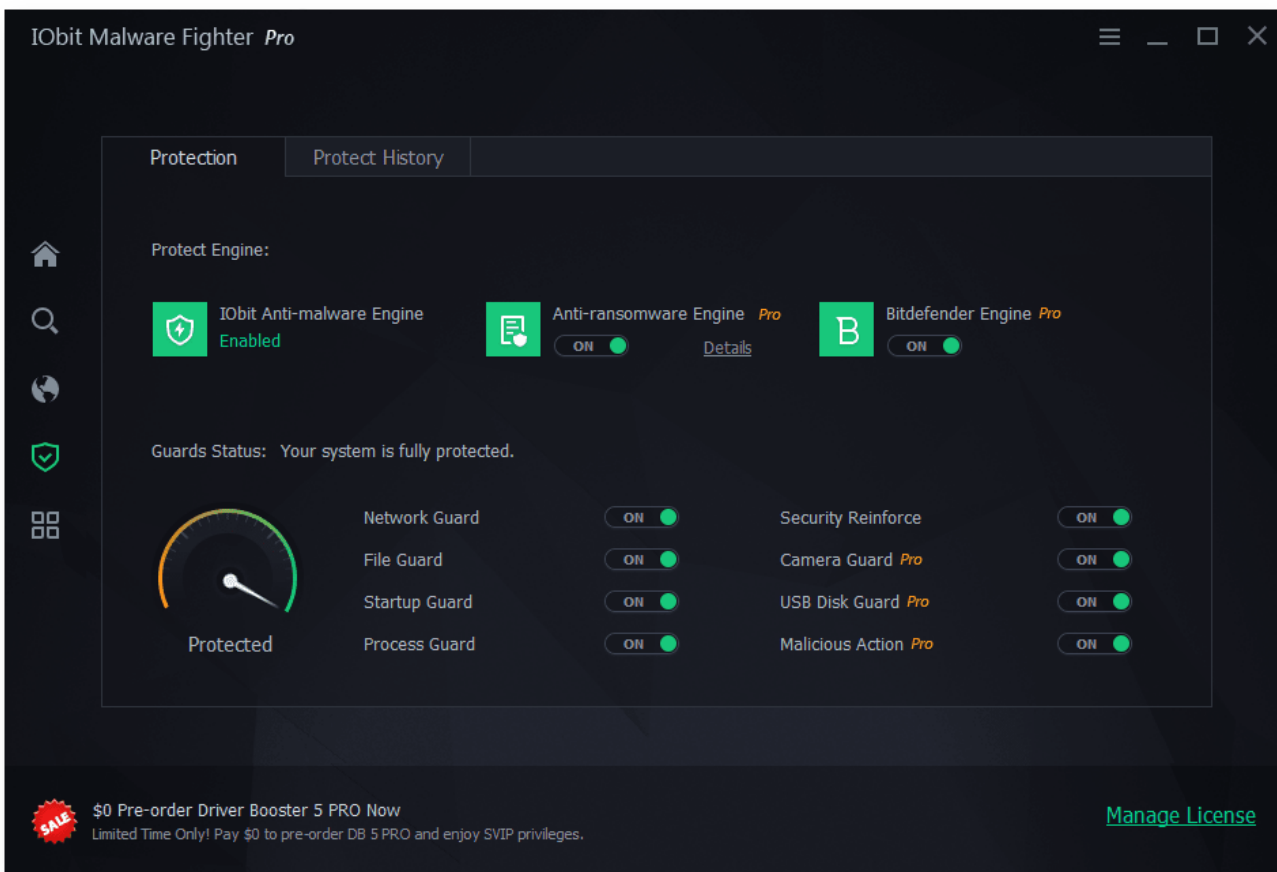 IObit Malware Fighter Pro
Protection
Protect History
Protect Engine:
IObit Anti-malware Engine
Enabled
Anti-ransomware Engine Pro
ON
Details
Bitdefender Engine Pro
ON
Guards Status: Your system is fully protected.
Protected
Network Guard ON
File Guard ON
Startup Guard ON
Process Guard ON
Security Reinforce ON
Camera Guard Pro ON
USB Disk Guard Pro ON
Malicious Action Pro ON
SALE
$0 Pre-order Driver Booster 5 PRO Now
Limited Time Only! Pay $0 to pre-order DB 5 PRO and enjoy SVIP privileges.
Manage License